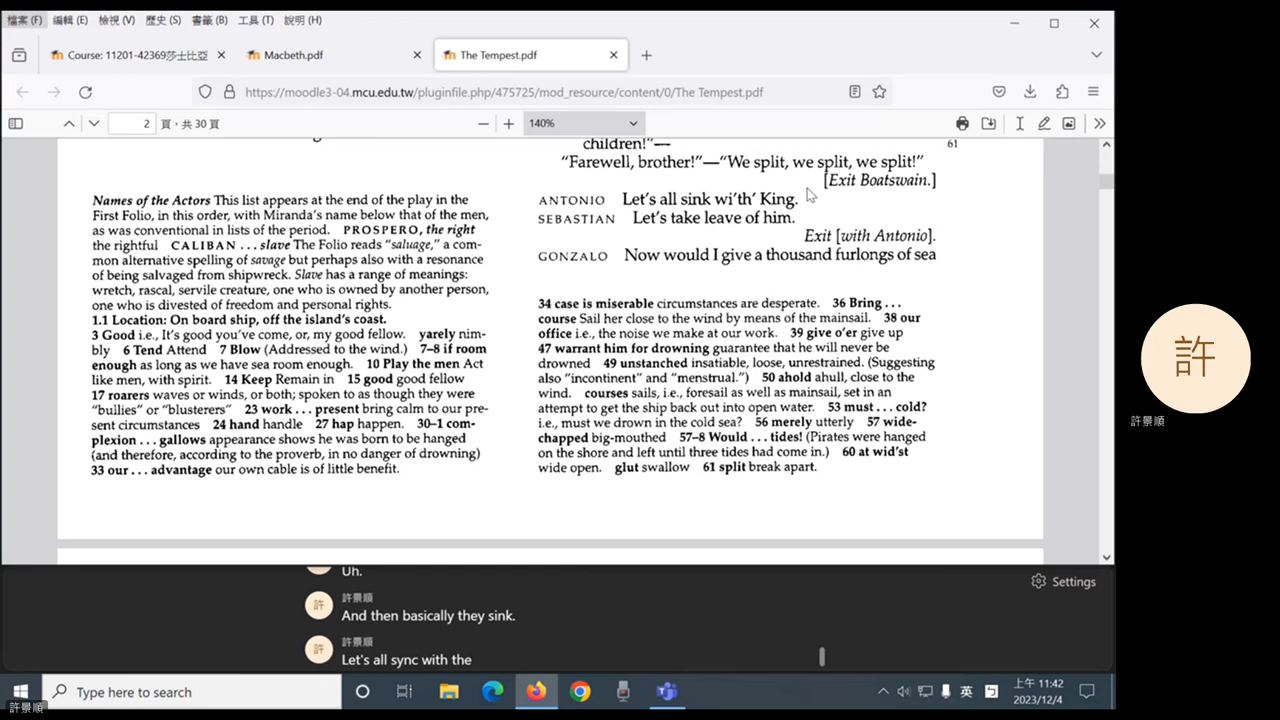 檔案 (F) 編輯 (E) 檢視 (V) 歷史 (S) 書籤 (B) 工具 (T) 說明 (H)
Course: 11201-42369莎士比亞
Macbeth.pdf
The Tempest.pdf
https://moodle3-04.mcu.edu.tw/pluginfile.php/475725/mod_resource/content/0/The Tempest.pdf
2 頁，共 30 頁
140%
children!"—
61
"Farewell, brother!"—"We split, we split, we split!"
[Exit Boatswain.]
ANTONIO Let's all sink wi'th' King.
SEBASTIAN Let's take leave of him.
Exit [with Antonio].
GONZALO Now would I give a thousand furlongs of sea
Names of the Actors This list appears at the end of the play in the
First Folio, in this order, with Miranda's name below that of the men,
as was conventional in lists of the period. PROSPERO, the right
the rightful CALIBAN . . . slave The Folio reads "saluage," a com-
mon alternative spelling of savage but perhaps also with a resonance
of being salvaged from shipwreck. Slave has a range of meanings:
wretch, rascal, servile creature, one who is owned by another person,
one who is divested of freedom and personal rights.
1.1 Location: On board ship, off the island's coast.
3 Good i.e., It's good you've come, or, my good fellow. yarely nim-
bly 6 Tend Attend 7 Blow (Addressed to the wind.) 7–8 if room
enough as long as we have sea room enough. 10 Play the men Act
like men, with spirit. 14 Keep Remain in 15 good good fellow
17 roarers waves or winds, or both; spoken to as though they were
"bullies" or "blusterers" 23 work . . . present bring calm to our pre-
sent circumstances 24 hand handle 27 hap happen. 30–1 com-
plexion . . . gallows appearance shows he was born to be hanged
(and therefore, according to the proverb, in no danger of drowning)
33 our . . . advantage our own cable is of little benefit.
34 case is miserable circumstances are desperate. 36 Bring . . .
course Sail her close to the wind by means of the mainsail. 38 our
office i.e., the noise we make at our work. 39 give o'er give up
47 warrant him for drowning guarantee that he will never be
drowned 49 unstanched insatiable, loose, unrestrained. (Suggesting
also "incontinent" and "menstrual.") 50 ahold ahull, close to the
wind. courses sails, i.e., foresail as well as mainsail, set in an
attempt to get the ship back out into open water. 53 must . . . cold?
i.e., must we drown in the cold sea? 56 merely utterly 57 wide-
chapped big-mouthed 57–8 Would . . . tides! (Pirates were hanged
on the shore and left until three tides had come in.) 60 at wid'st
wide open. glut swallow 61 split break apart.
許
許景順
Uh.
許景順
許
And then basically they sink.
許景順
許
Let's all sync with the
Settings
Type here to search
英
上午 11:42
2023/12/4
許景順